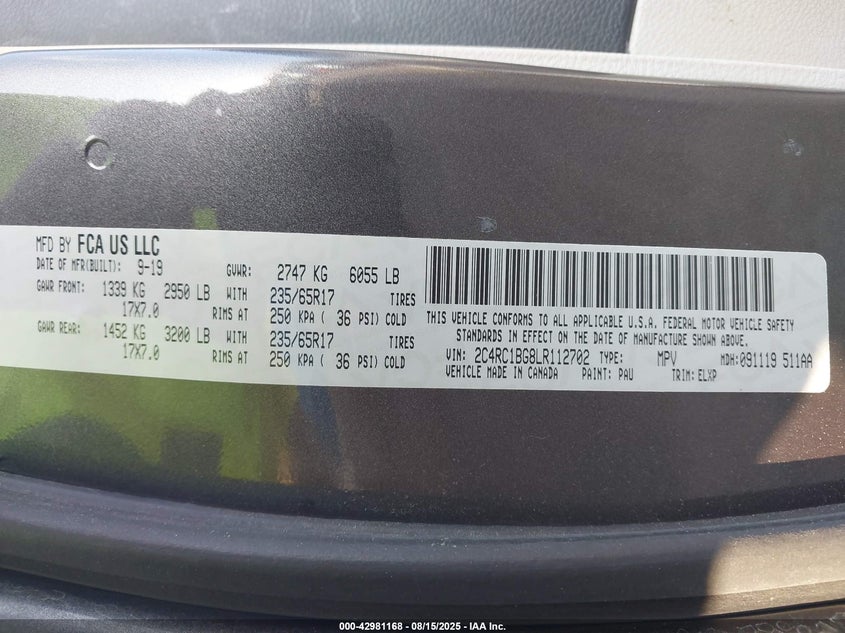 MFD BY FCA US LLC
DATE OF MFR(BUILT): 9-19 GVWR: 2747 KG 6055 LB
GAWR FRONT: 1339 KG 2950 LB WITH 235/65R17 TIRES
17X7.0 RIMS AT 250 KPA ( 36 PSI) COLD
GAWR REAR: 1452 KG 3200 LB WITH 235/65R17 TIRES
17X7.0 RIMS AT 250 KPA ( 36 PSI) COLD
THIS VEHICLE CONFORMS TO ALL APPLICABLE U.S.A. FEDERAL MOTOR VEHICLE SAFETY
STANDARDS IN EFFECT ON THE DATE OF MANUFACTURE SHOWN ABOVE.
VIN: 2C4RC1BG8LR112702 TYPE: MPV MDH: 091119 511AA
VEHICLE MADE IN CANADA PAINT: PAU TRIM: ELXP
000-42981168 - 08/15/2025 - IAA Inc.